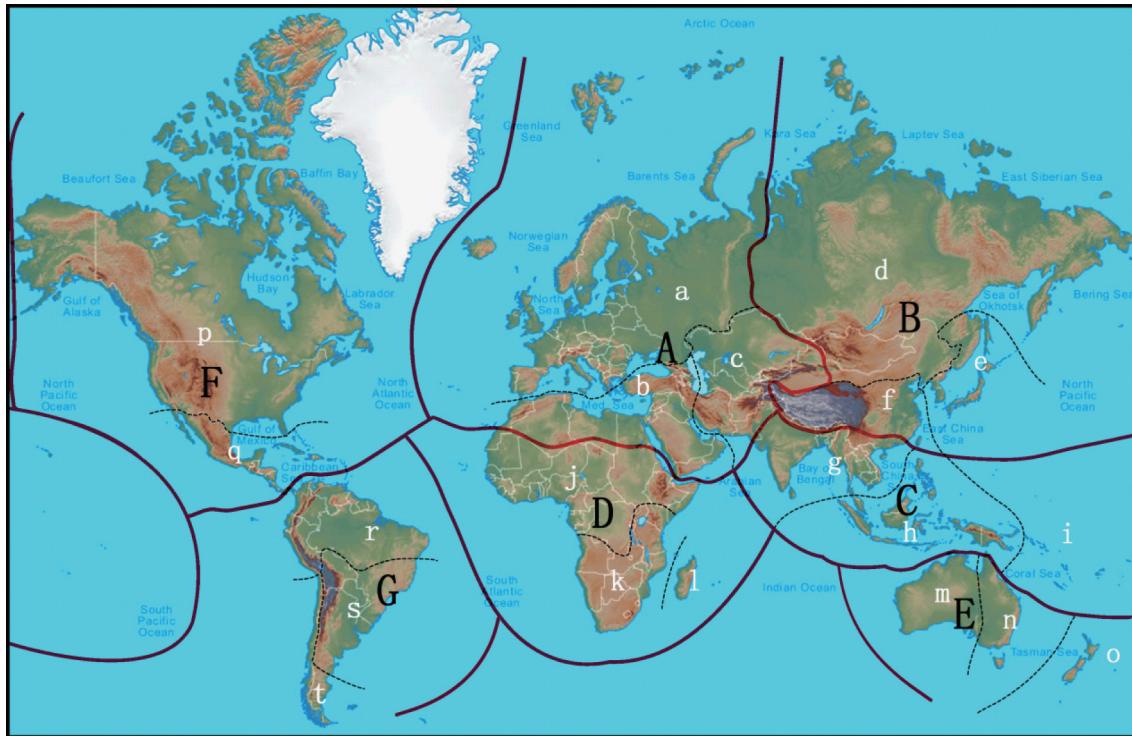 Arctic Ocean
Greenland
Sea
Kara Sea
Laptev Sea
Beaufort Sea
Baffin Bay
Barents Sea
East Siberian Sea
Norwegian
Sea
Hudson
Bay
Gulf of
Alaska
Labrador
Sea
North
Sea
a
d
Sea of
Okhotsk
Bering Sea
B
p
A
c
e
F
b
f
North
Pacific
Ocean
North
Atlantic
Ocean
Med. Sea
North
Pacific
Ocean
Gulf of
Mexico
East China
Sea
q
Caribbean
Sea
j
Arabian
Sea
Bay of
Bengal
g
South
China
Sea
D
C
r
h
i
k
l
Indian Ocean
Coral Sea
South
Pacific
Ocean
s
G
South
Atlantic
Ocean
m
E
n
Tasman Sea
o
t